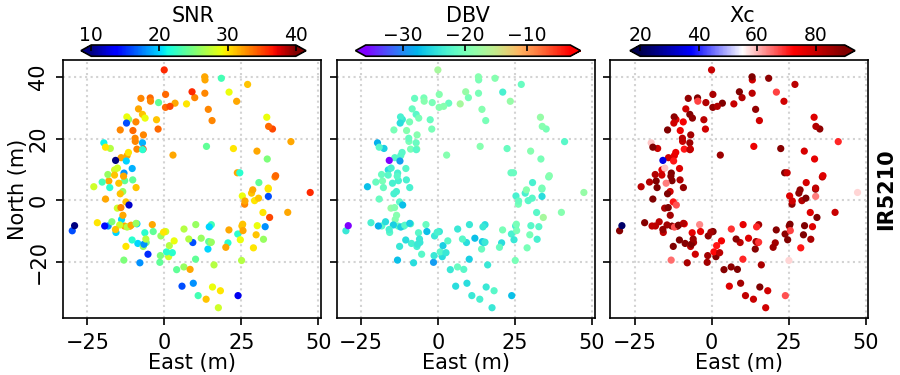 SNR DBV Xc
10 20 30 40 −30 −20 −10 20 40 60 80
North (m)
40
20
0
−20
IR5210
−25 0 25 50 −25 0 25 50 −25 0 25 50
East (m) East (m) East (m)